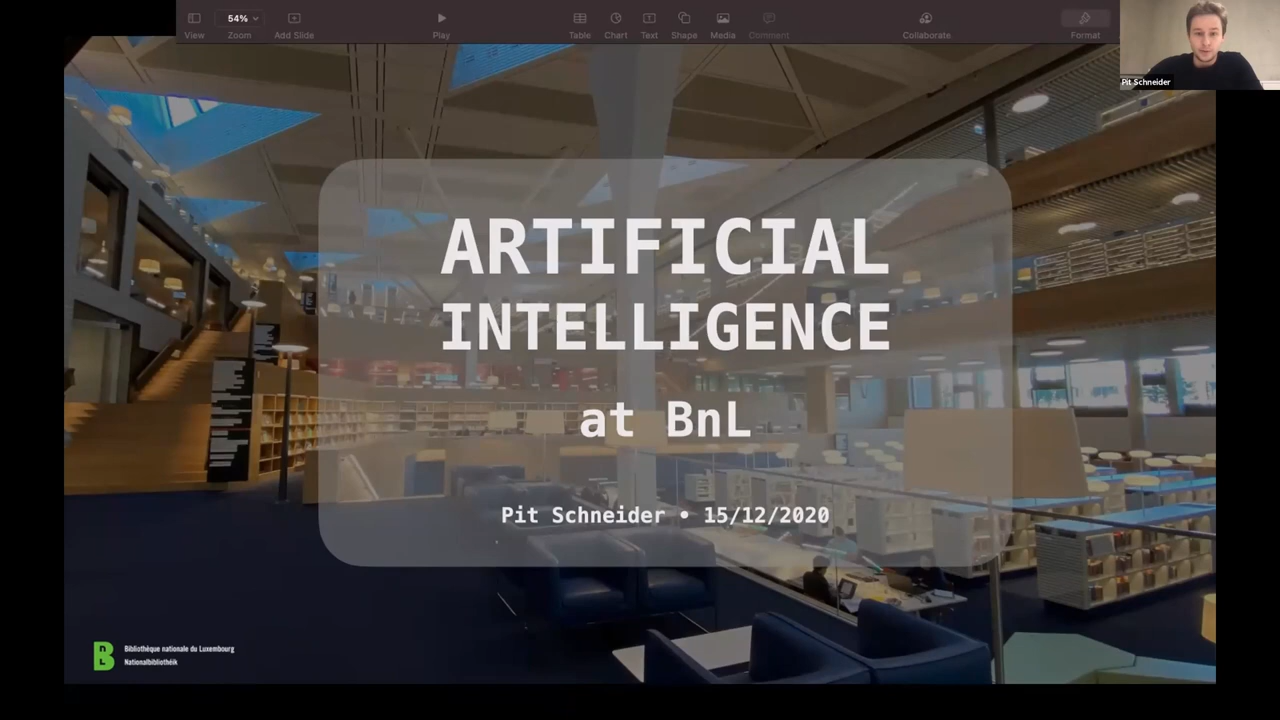 54%
View
Zoom
Add Slide
Play
Table
Chart
Text
Shape
Media
Comment
Collaborate
Format
Pit Schneider
ARTIFICIAL
INTELLIGENCE
at BnL
Pit Schneider • 15/12/2020
BnL
Bibliothèque nationale du Luxembourg
Nationalbibliothéik